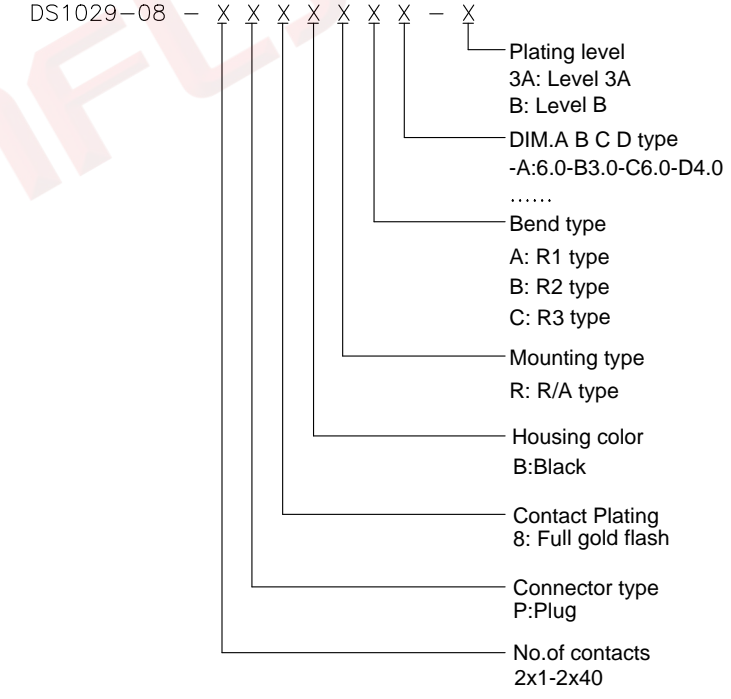 DS1029-08 - X X X X X X X - X
Plating level
3A: Level 3A
B: Level B
DIM.A B C D type
-A:6.0-B3.0-C6.0-D4.0
......
Bend type
A: R1 type
B: R2 type
C: R3 type
Mounting type
R: R/A type
Housing color
B:Black
Contact Plating
8: Full gold flash
Connector type
P:Plug
No.of contacts
2x1-2x40